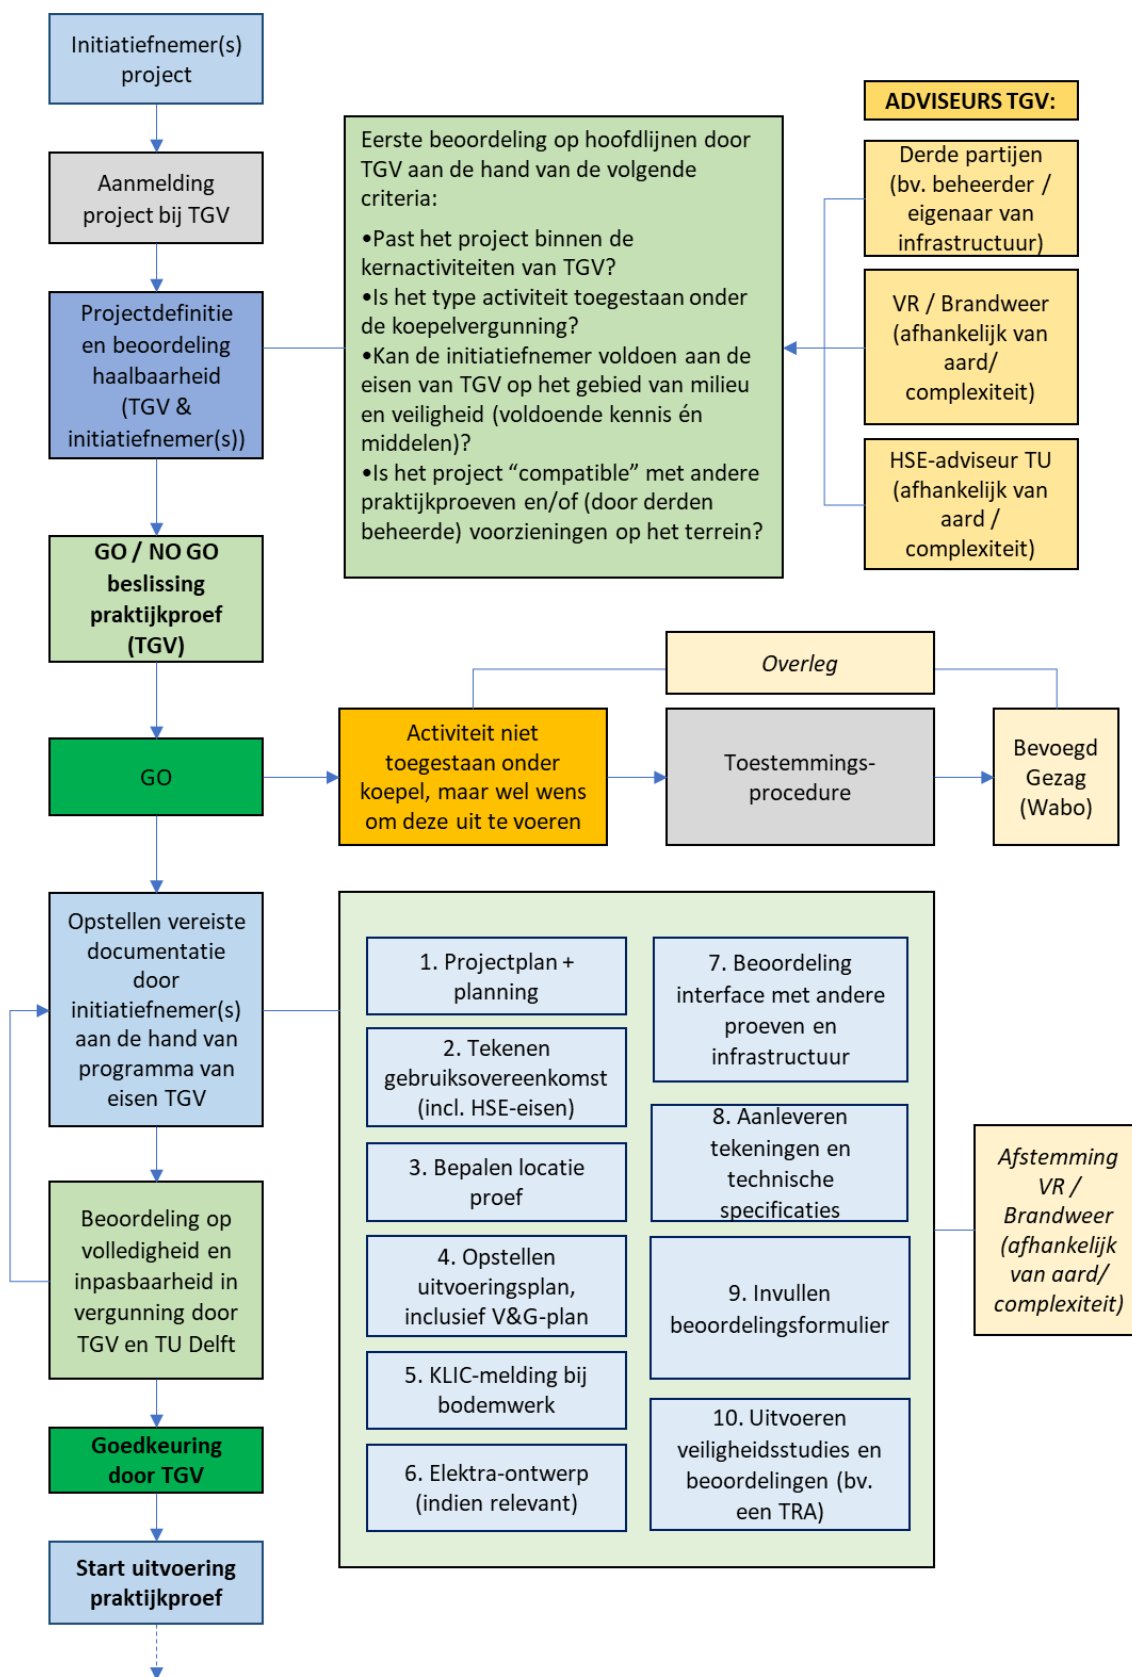 Initiatiefnemer(s)
project
Aanmelding
project bij TGV
Projectdefinitie
en beoordeling
haalbaarheid
(TGV &
initiatiefnemer(s))
GO / NO GO
beslissing
praktijkproef
(TGV)
Eerste beoordeling op hoofdlijnen door
TGV aan de hand van de volgende
criteria:
•Past het project binnen de
kernactiviteiten van TGV?
•Is het type activiteit toegestaan onder
de koepelvergunning?
•Kan de initiatiefnemer voldoen aan de
eisen van TGV op het gebied van milieu
en veiligheid (voldoende kennis én
middelen)?
•Is het project “compatible” met andere
praktijkproeven en/of (door derden
beheerde) voorzieningen op het terrein?
ADVISEURS TGV:
Derde partijen
(bv. beheerder /
eigenaar van
infrastructuur)
VR / Brandweer
(afhankelijk van
aard/
complexiteit)
HSE-adviseur TU
(afhankelijk van
aard /
complexiteit)
GO
Activiteit niet
toegestaan onder
koepel, maar wel wens
om deze uit te voeren
Overleg
Toestemmings-
procedure
Bevoegd
Gezag
(Wabo)
Opstellen vereiste
documentatie
door
initiatiefnemer(s)
aan de hand van
programma van
eisen TGV
Beoordeling op
volledigheid en
inpasbaarheid in
vergunning door
TGV en TU Delft
Goedkeuring
door TGV
Start uitvoering
praktijkproef
1. Projectplan +
planning
2. Tekenen
gebruiksovereenkomst
(incl. HSE-eisen)
3. Bepalen locatie
proef
4. Opstellen
uitvoeringsplan,
inclusief V&G-plan
5. KLIC-melding bij
bodemwerk
6. Elektra-ontwerp
(indien relevant)
7. Beoordeling
interface met andere
proeven en
infrastructuur
8. Aanleveren
tekeningen en
technische
specificaties
9. Invullen
beoordelingsformulier
10. Uitvoeren
veiligheidsstudies en
beoordelingen (bv.
een TRA)
Afstemming
VR /
Brandweer
(afhankelijk
van aard/
complexiteit)